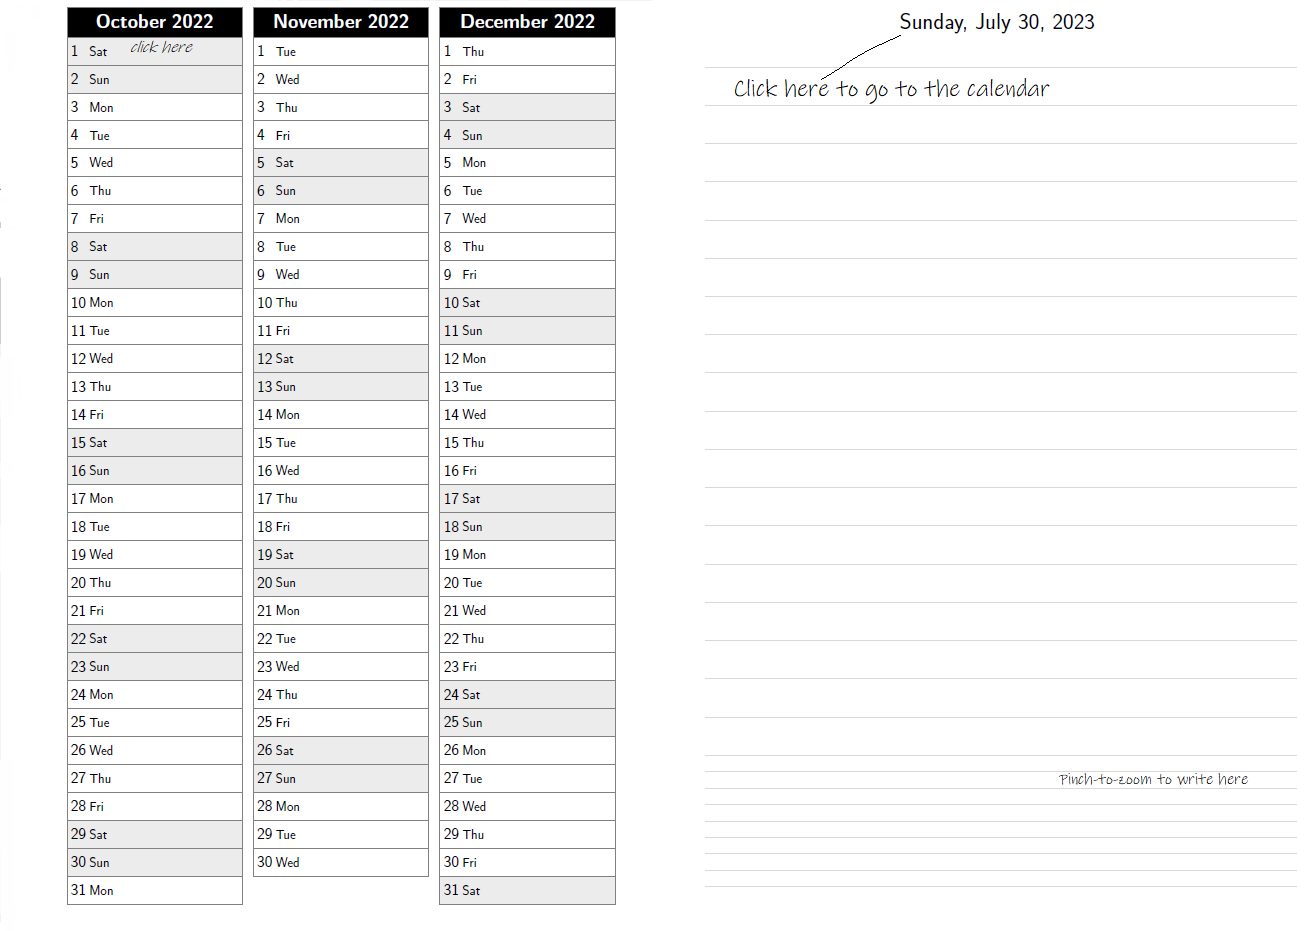 October 2022
1 Sat click here
2 Sun
3 Mon
4 Tue
5 Wed
6 Thu
7 Fri
8 Sat
9 Sun
10 Mon
11 Tue
12 Wed
13 Thu
14 Fri
15 Sat
16 Sun
17 Mon
18 Tue
19 Wed
20 Thu
21 Fri
22 Sat
23 Sun
24 Mon
25 Tue
26 Wed
27 Thu
28 Fri
29 Sat
30 Sun
31 Mon
November 2022
1 Tue
2 Wed
3 Thu
4 Fri
5 Sat
6 Sun
7 Mon
8 Tue
9 Wed
10 Thu
11 Fri
12 Sat
13 Sun
14 Mon
15 Tue
16 Wed
17 Thu
18 Fri
19 Sat
20 Sun
21 Mon
22 Tue
23 Wed
24 Thu
25 Fri
26 Sat
27 Sun
28 Mon
29 Tue
30 Wed
December 2022
1 Thu
2 Fri
3 Sat
4 Sun
5 Mon
6 Tue
7 Wed
8 Thu
9 Fri
10 Sat
11 Sun
12 Mon
13 Tue
14 Wed
15 Thu
16 Fri
17 Sat
18 Sun
19 Mon
20 Tue
21 Wed
22 Thu
23 Fri
24 Sat
25 Sun
26 Mon
27 Tue
28 Wed
29 Thu
30 Fri
31 Sat
Sunday, July 30, 2023
Click here to go to the calendar
Pinch-to-zoom to write here